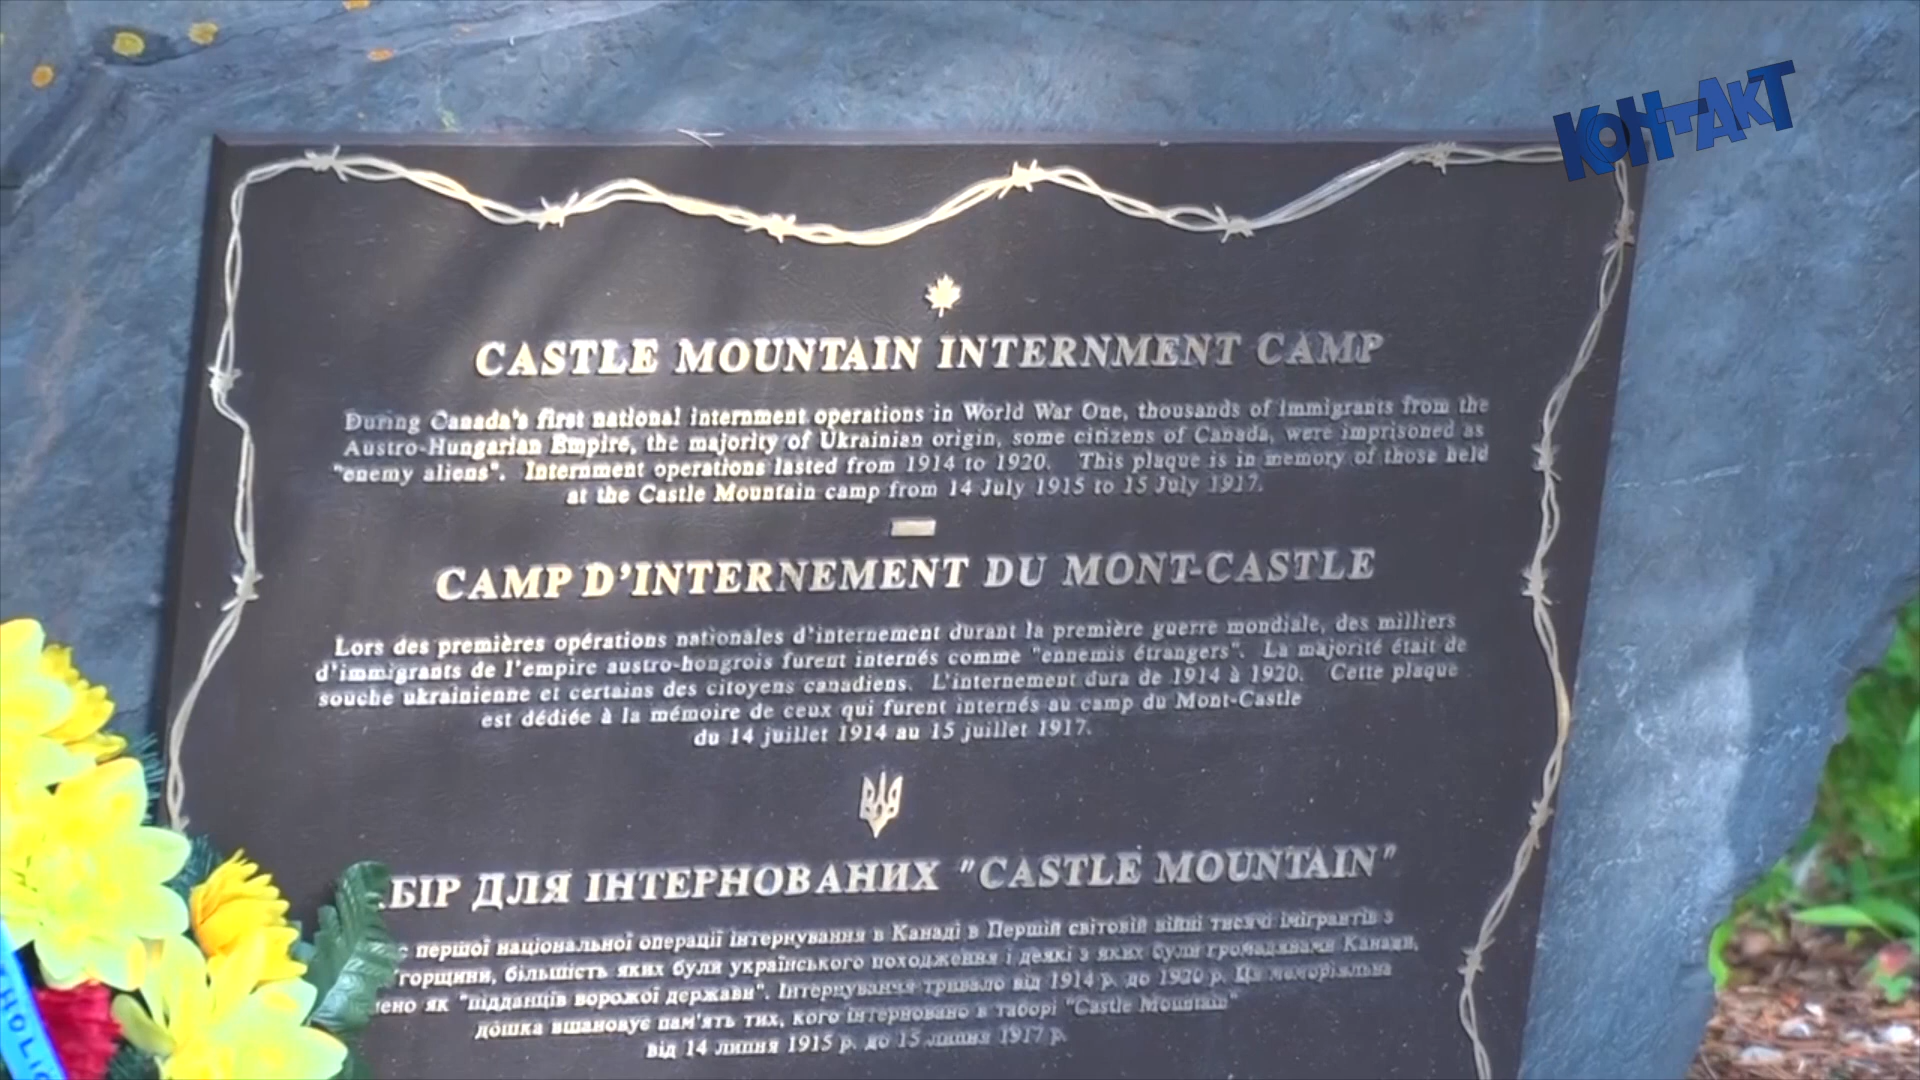 КОНТАКТ
CASTLE MOUNTAIN INTERNMENT CAMP
During Canada's first national internment operations in World War One, thousands of immigrants from the
Austro-Hungarian Empire, the majority of Ukrainian origin, some citizens of Canada, were imprisoned as
"enemy aliens". Internment operations lasted from 1914 to 1920. This plaque is in memory of those held
at the Castle Mountain camp from 14 July 1915 to 15 July 1917.
CAMP D'INTERNEMENT DU MONT-CASTLE
Lors des premières opérations nationales d'internement durant la première guerre mondiale, des milliers
d'immigrants de l'empire austro-hongrois furent internés comme "ennemis étrangers". La majorité était de
souche ukrainienne et certains des citoyens canadiens. L'internement dura de 1914 à 1920. Cette plaque
est dédiée à la mémoire de ceux qui furent internés au camp du Mont-Castle
du 14 juillet 1914 au 15 juillet 1917.
БІР ДЛЯ ІНТЕРНОВАНИХ "CASTLE MOUNTAIN"
першої національної операції інтернування в Канаді в Першій світовій війні тисячі імігрантів з
горщини, більшість яких були українського походження і деякі з яких були громадянами Канади,
ено як "підданців ворожої держави". Інтернування тривало від 1914 р. до 1920 р. Ця меморіяльна
дошка вшановує пам'ять тих, кого інтерновано в таборі "Castle Mountain"
від 14 липня 1915 р. до 15 липня 1917 р.